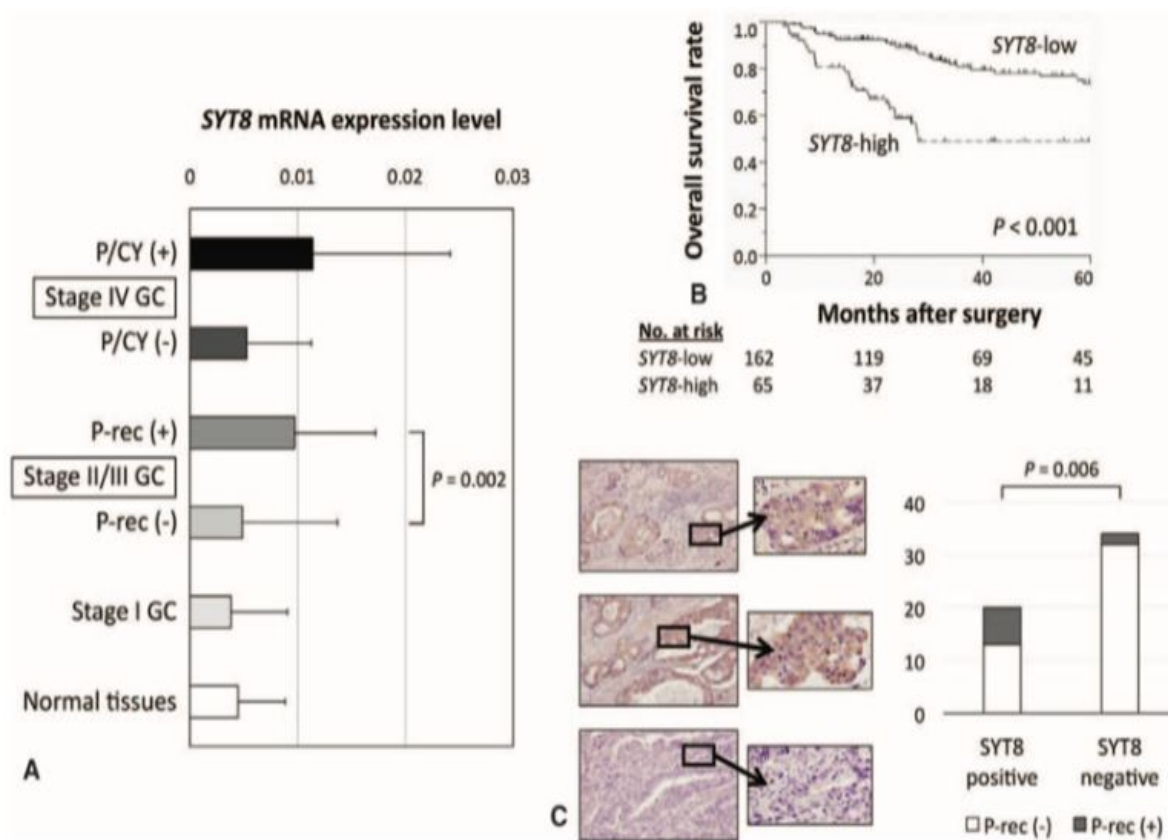 SYT8 mRNA expression level
0 0.01 0.02 0.03
P/CY (+)
Stage IV GC
P/CY (-)
P-rec (+)
Stage II/III GC
P = 0.002
P-rec (-)
Stage I GC
Normal tissues
A
Overall survival rate
1.0
0.8
0.6
0.4
0.2
0.0
SYT8-low
SYT8-high
P < 0.001
0 20 40 60
B
Months after surgery
No. at risk
SYT8-low 162 119 69 45
SYT8-high 65 37 18 11
P = 0.006
40
30
20
10
0
SYT8 positive
SYT8 negative
C
P-rec (-) P-rec (+)